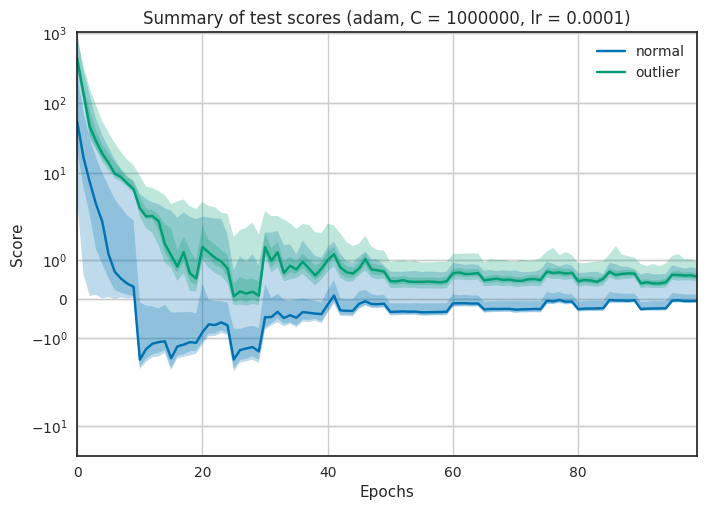 Summary of test scores (adam, C = 1000000, lr = 0.0001)
10³
normal
outlier
10²
10¹
Score
10⁰
0
−10⁰
−10¹
0 20 40 60 80
Epochs